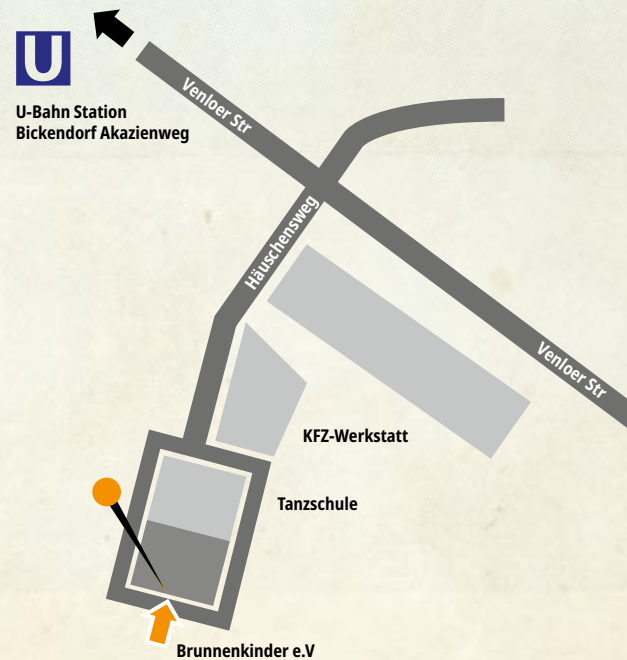 U
U-Bahn Station
Bickendorf Akazienweg
Venloer Str
Häuschensweg
Venloer Str
KFZ-Werkstatt
Tanzschule
Brunnenkinder e.V